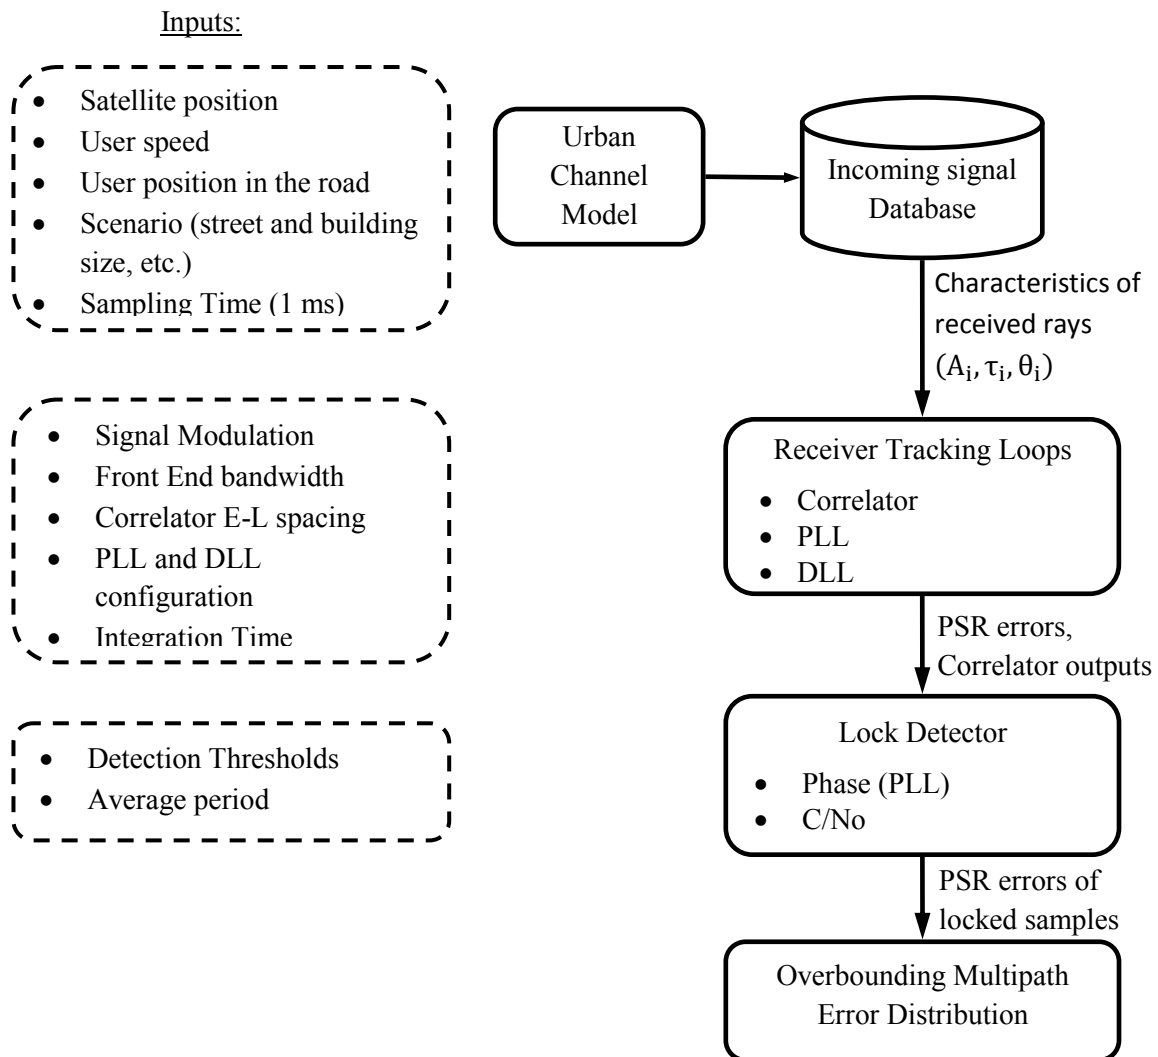 Inputs:
• Satellite position
• User speed
• User position in the road
• Scenario (street and building
size, etc.)
• Sampling Time (1 ms)
Urban
Channel
Model
Incoming signal
Database
Characteristics of
received rays
(Aᵢ, τᵢ, θᵢ)
• Signal Modulation
• Front End bandwidth
• Correlator E-L spacing
• PLL and DLL
configuration
• Integration Time
Receiver Tracking Loops
• Correlator
• PLL
• DLL
PSR errors,
Correlator outputs
• Detection Thresholds
• Average period
Lock Detector
• Phase (PLL)
• C/No
PSR errors of
locked samples
Overbounding Multipath
Error Distribution